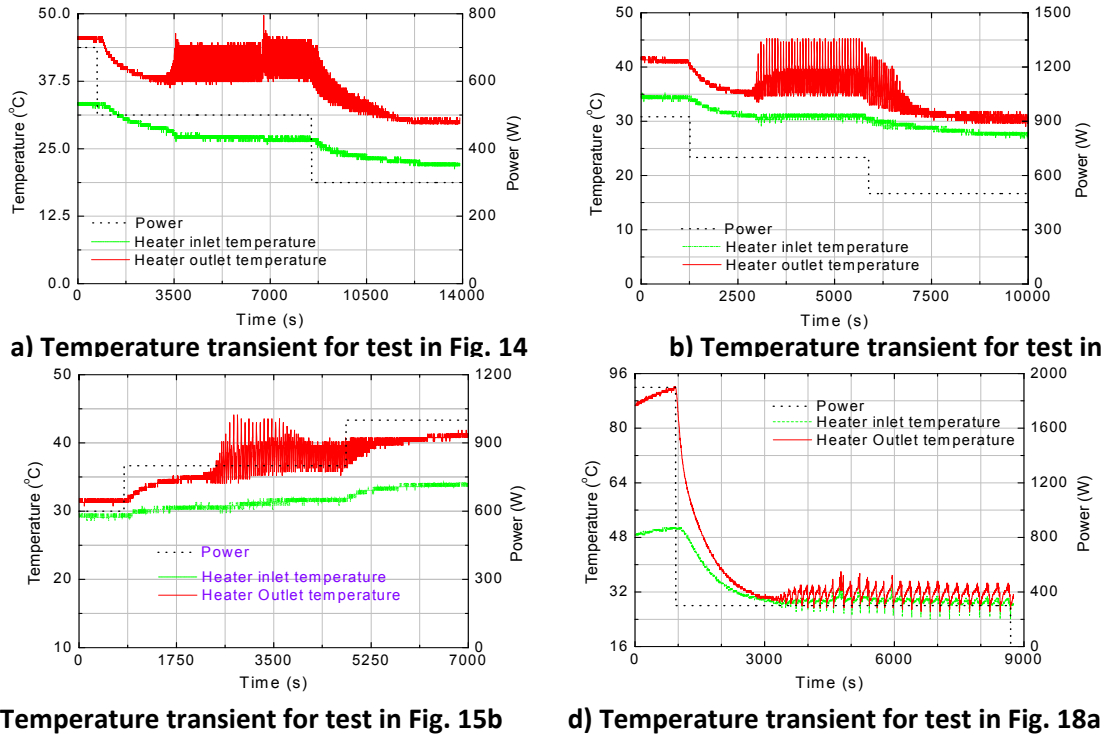 50.0
37.5
25.0
12.5
0.0
800
600
400
200
0
0 3500 7000 10500 14000
Temperature (°C)
Power (W)
Time (s)
Power
Heater inlet temperature
Heater outlet temperature
a) Temperature transient for test in Fig. 14
50
40
30
20
10
0
1500
1200
900
600
300
0
0 2500 5000 7500 10000
Temperature (°C)
Power (W)
Time (s)
Power
Heater inlet temperature
Heater outlet temperature
b) Temperature transient for test in
50
40
30
20
10
1200
900
600
300
0
0 1750 3500 5250 7000
Temperature (°C)
Power (W)
Time (s)
Power
Heater inlet temperature
Heater Outlet temperature
Temperature transient for test in Fig. 15b
96
80
64
48
32
16
2000
1600
1200
800
400
0
0 3000 6000 9000
Temperature (°C)
Power (W)
Time (s)
Power
Heater inlet temperature
Heater Outlet temperature
d) Temperature transient for test in Fig. 18a